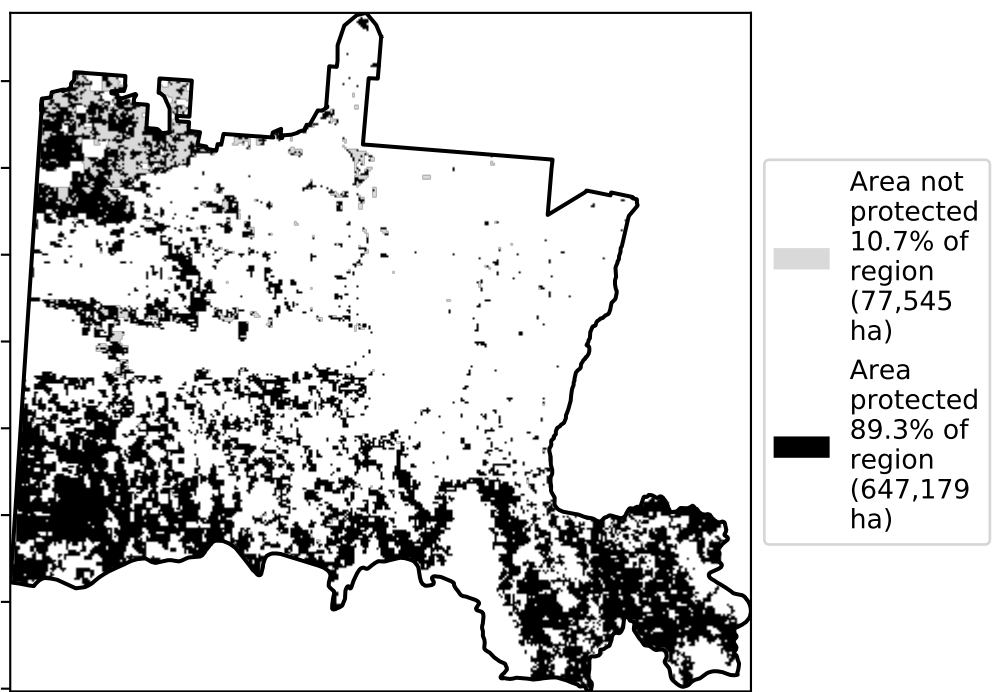 Area not
protected
10.7% of
region
(77,545
ha)
Area
protected
89.3% of
region
(647,179
ha)